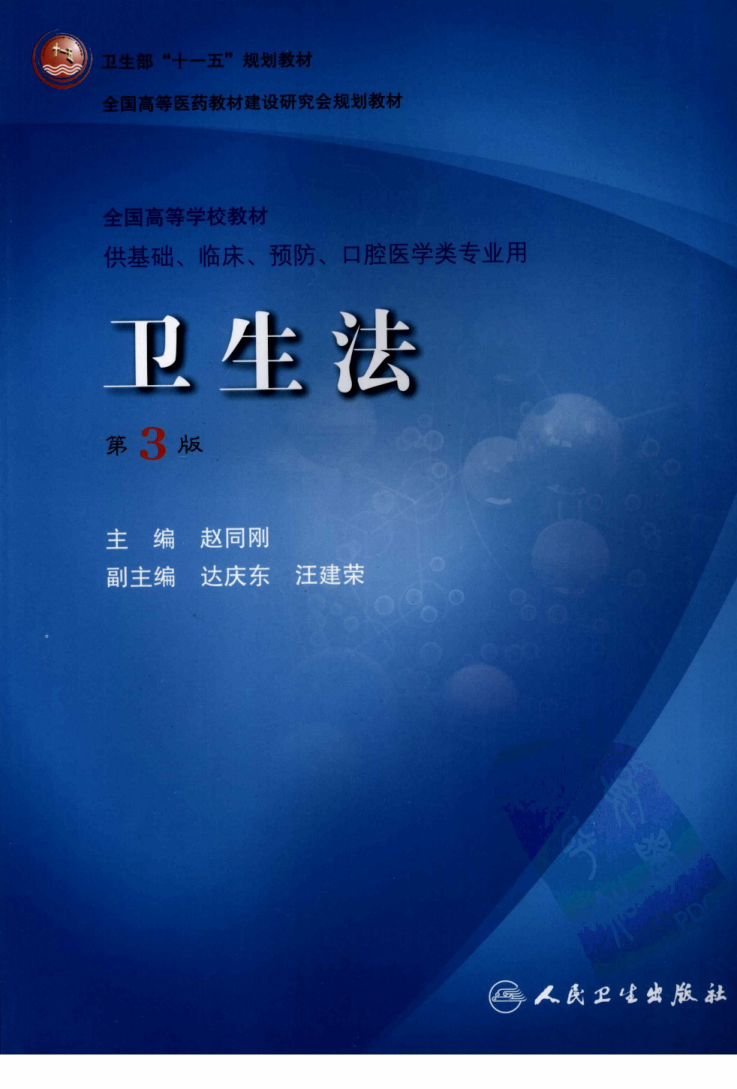 卫生部“十一五”规划教材
全国高等医药教材建设研究会规划教材
全国高等学校教材
供基础、临床、预防、口腔医学类专业用
卫生法
第3版
主 编 赵同刚
副主编 达庆东 汪建荣
人民卫生出版社